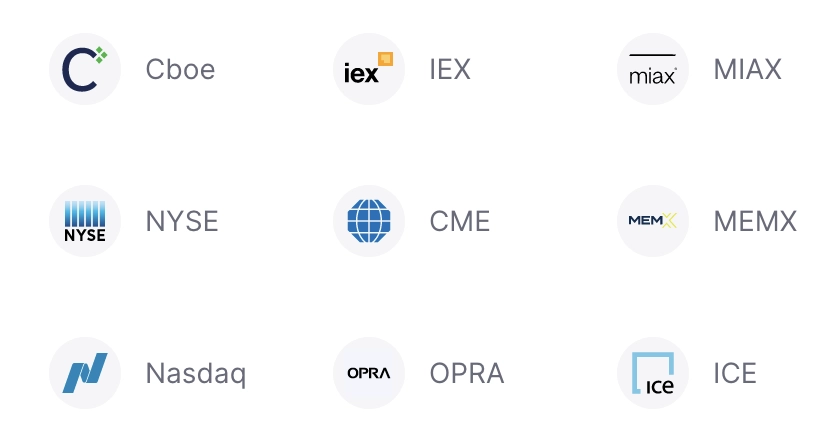 Cboe
iex IEX
miax MIAX
NYSE NYSE
CME
MEMX MEMX
Nasdaq
OPRA OPRA
ice ICE